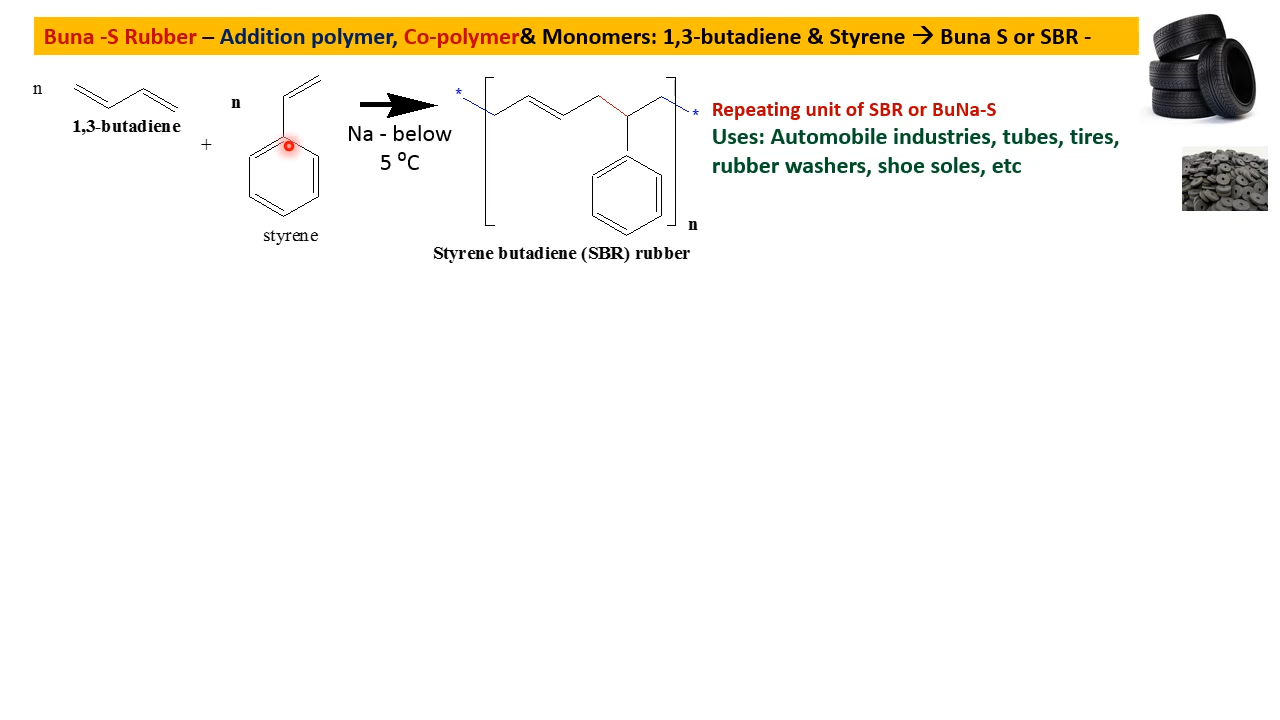 Buna -S Rubber – Addition polymer, Co-polymer& Monomers: 1,3-butadiene & Styrene → Buna S or SBR -
n
1,3-butadiene
+
n
styrene
Na - below
5 ⁰C
*
*
n
Styrene butadiene (SBR) rubber
Repeating unit of SBR or BuNa-S
Uses: Automobile industries, tubes, tires,
rubber washers, shoe soles, etc